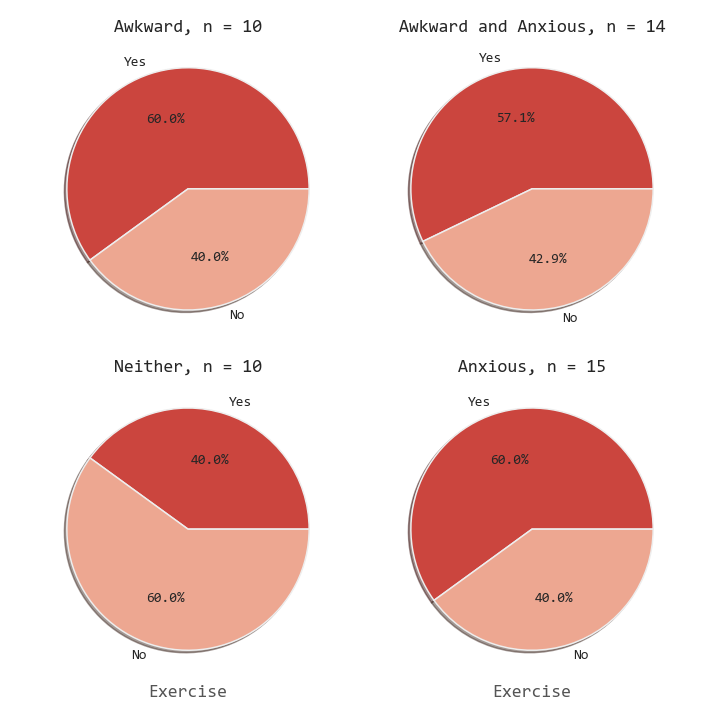 Awkward, n = 10
Yes
60.0%
40.0%
No
Awkward and Anxious, n = 14
Yes
57.1%
42.9%
No
Neither, n = 10
Yes
40.0%
60.0%
No
Exercise
Anxious, n = 15
Yes
60.0%
40.0%
No
Exercise